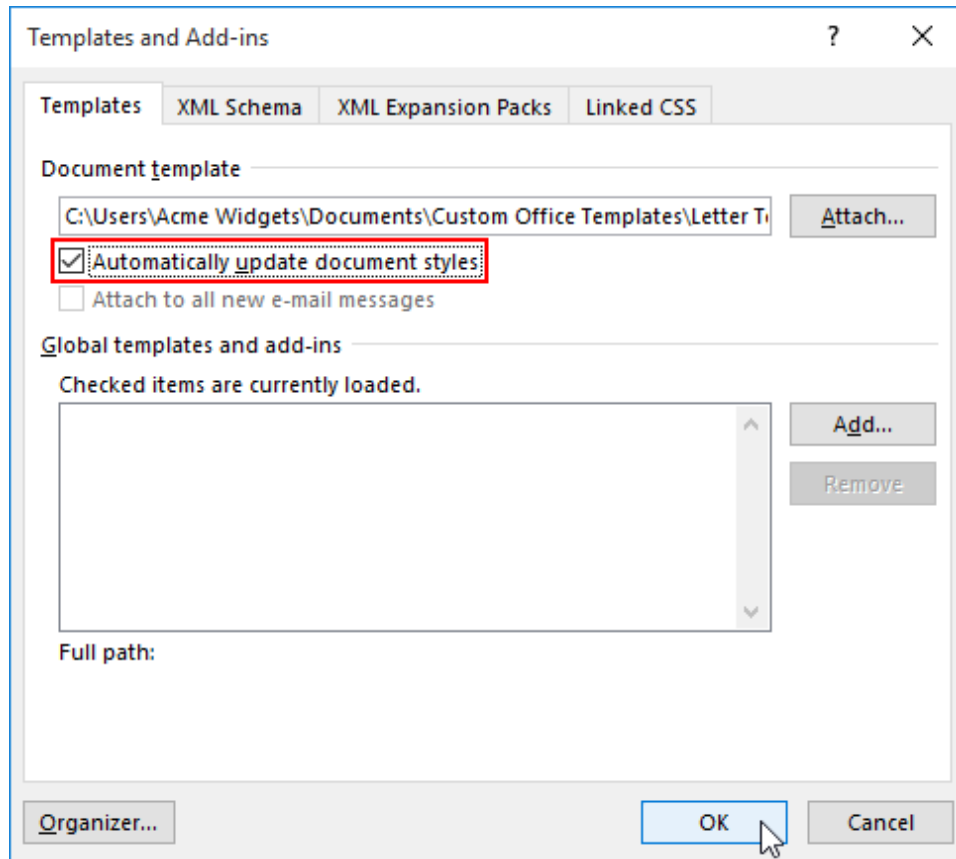 Templates and Add-ins ?
Templates XML Schema XML Expansion Packs Linked CSS
Document template
C:\Users\Acme Widgets\Documents\Custom Office Templates\Letter Attach...
Automatically update document styles
Attach to all new e-mail messages
Global templates and add-ins
Checked items are currently loaded.
Add...
Remove
Full path:
Organizer... OK Cancel